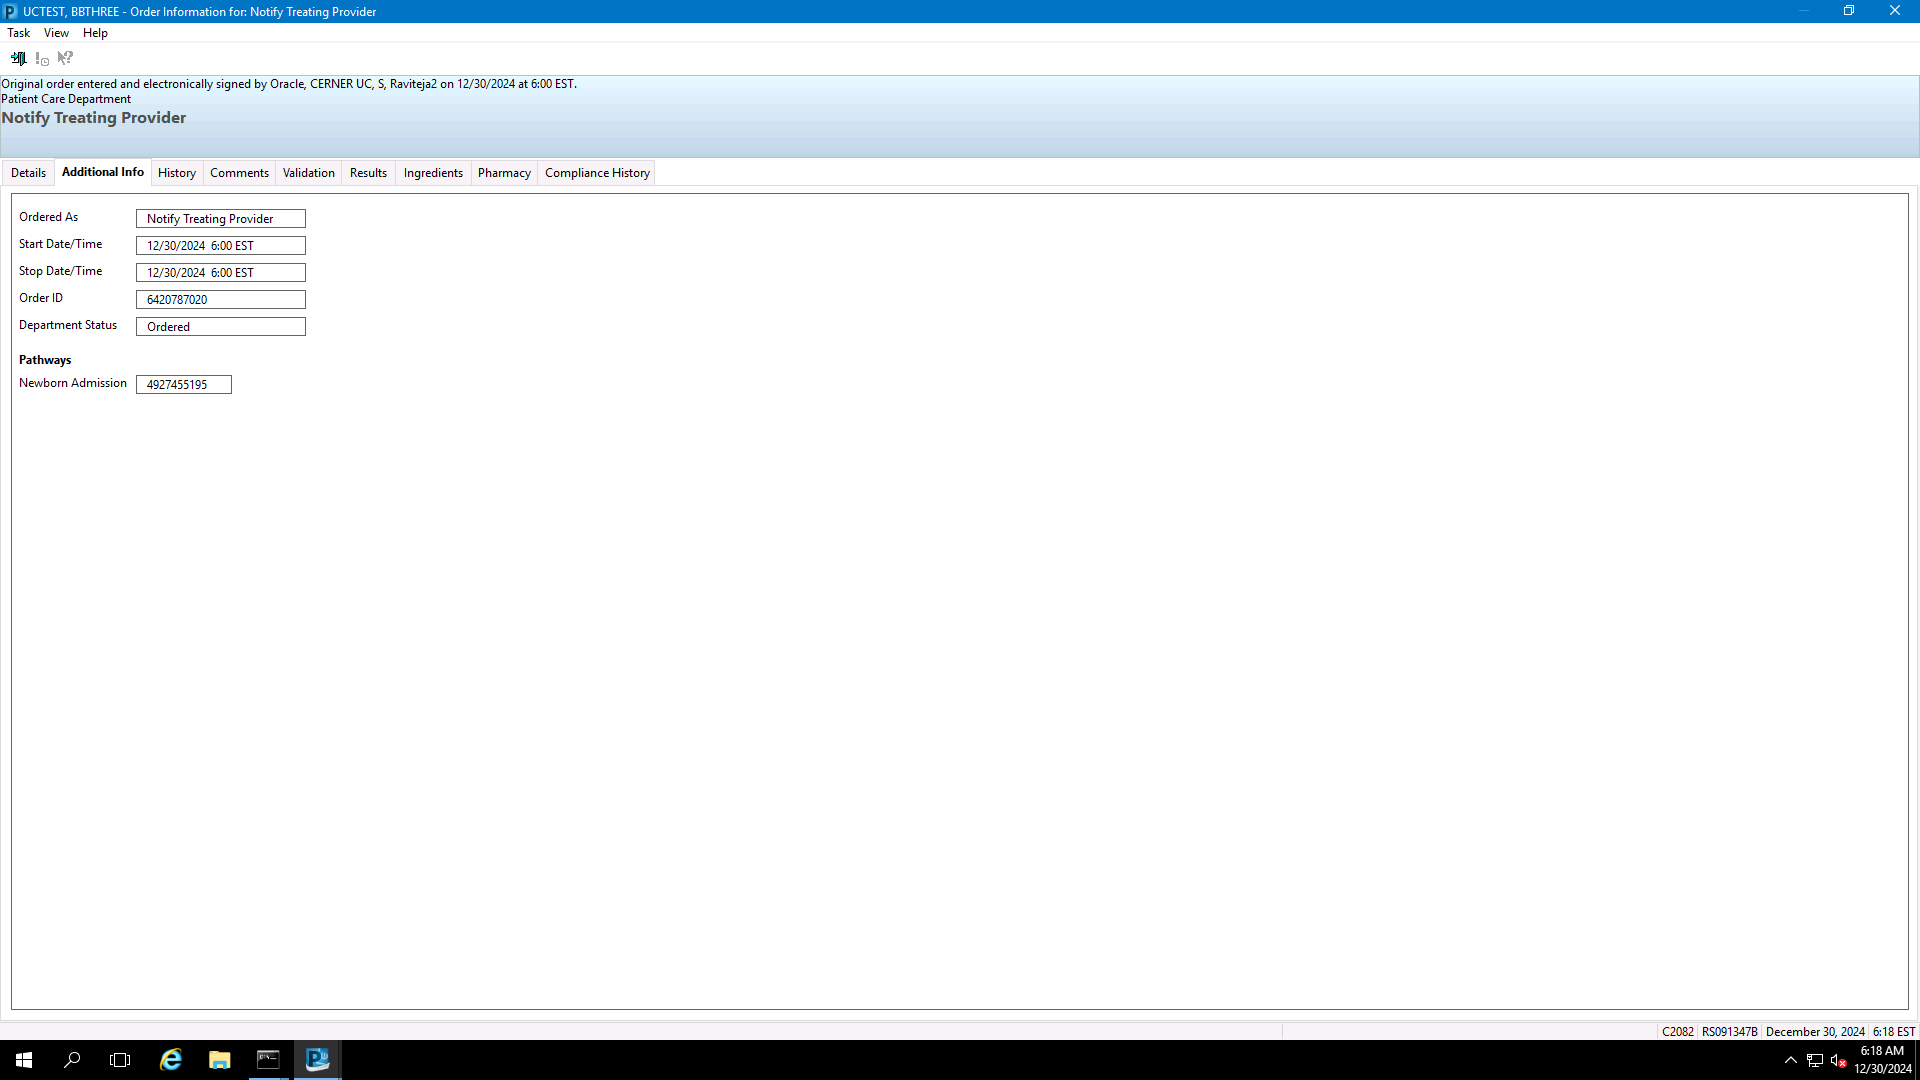 UCTEST, BBTHREE - Order Information for: Notify Treating Provider
Task View Help
Original order entered and electronically signed by Oracle, CERNER UC, S, Raviteja2 on 12/30/2024 at 6:00 EST.
Patient Care Department
Notify Treating Provider
Details Additional Info History Comments Validation Results Ingredients Pharmacy Compliance History
Ordered As Notify Treating Provider
Start Date/Time 12/30/2024 6:00 EST
Stop Date/Time 12/30/2024 6:00 EST
Order ID 6420787020
Department Status Ordered
Pathways
Newborn Admission 4927455195
C2082 RS091347B December 30, 2024 6:18 EST
6:18 AM
12/30/2024